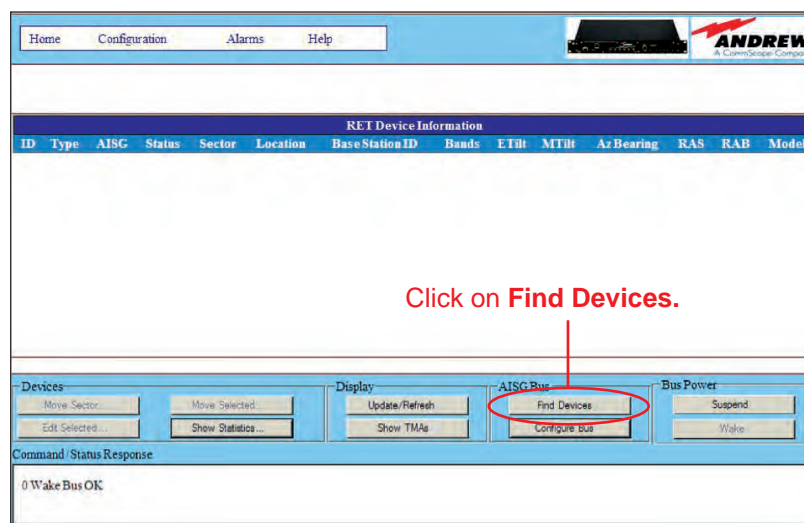 Home Configuration Alarms Help
ANDREW
A CommScope Compa
RET Device Information
ID Type AISG Status Sector Location Base Station ID Bands ETilt MTilt Az Bearing RAS RAB Model
Click on Find Devices.
Devices Display AISG Bus Bus Power
Move Sector... Move Selected... Update/Refresh Find Devices Suspend
Edit Selected... Show Statistics... Show TMAs Configure Bus Wake
Command/Status Response
0 Wake Bus OK